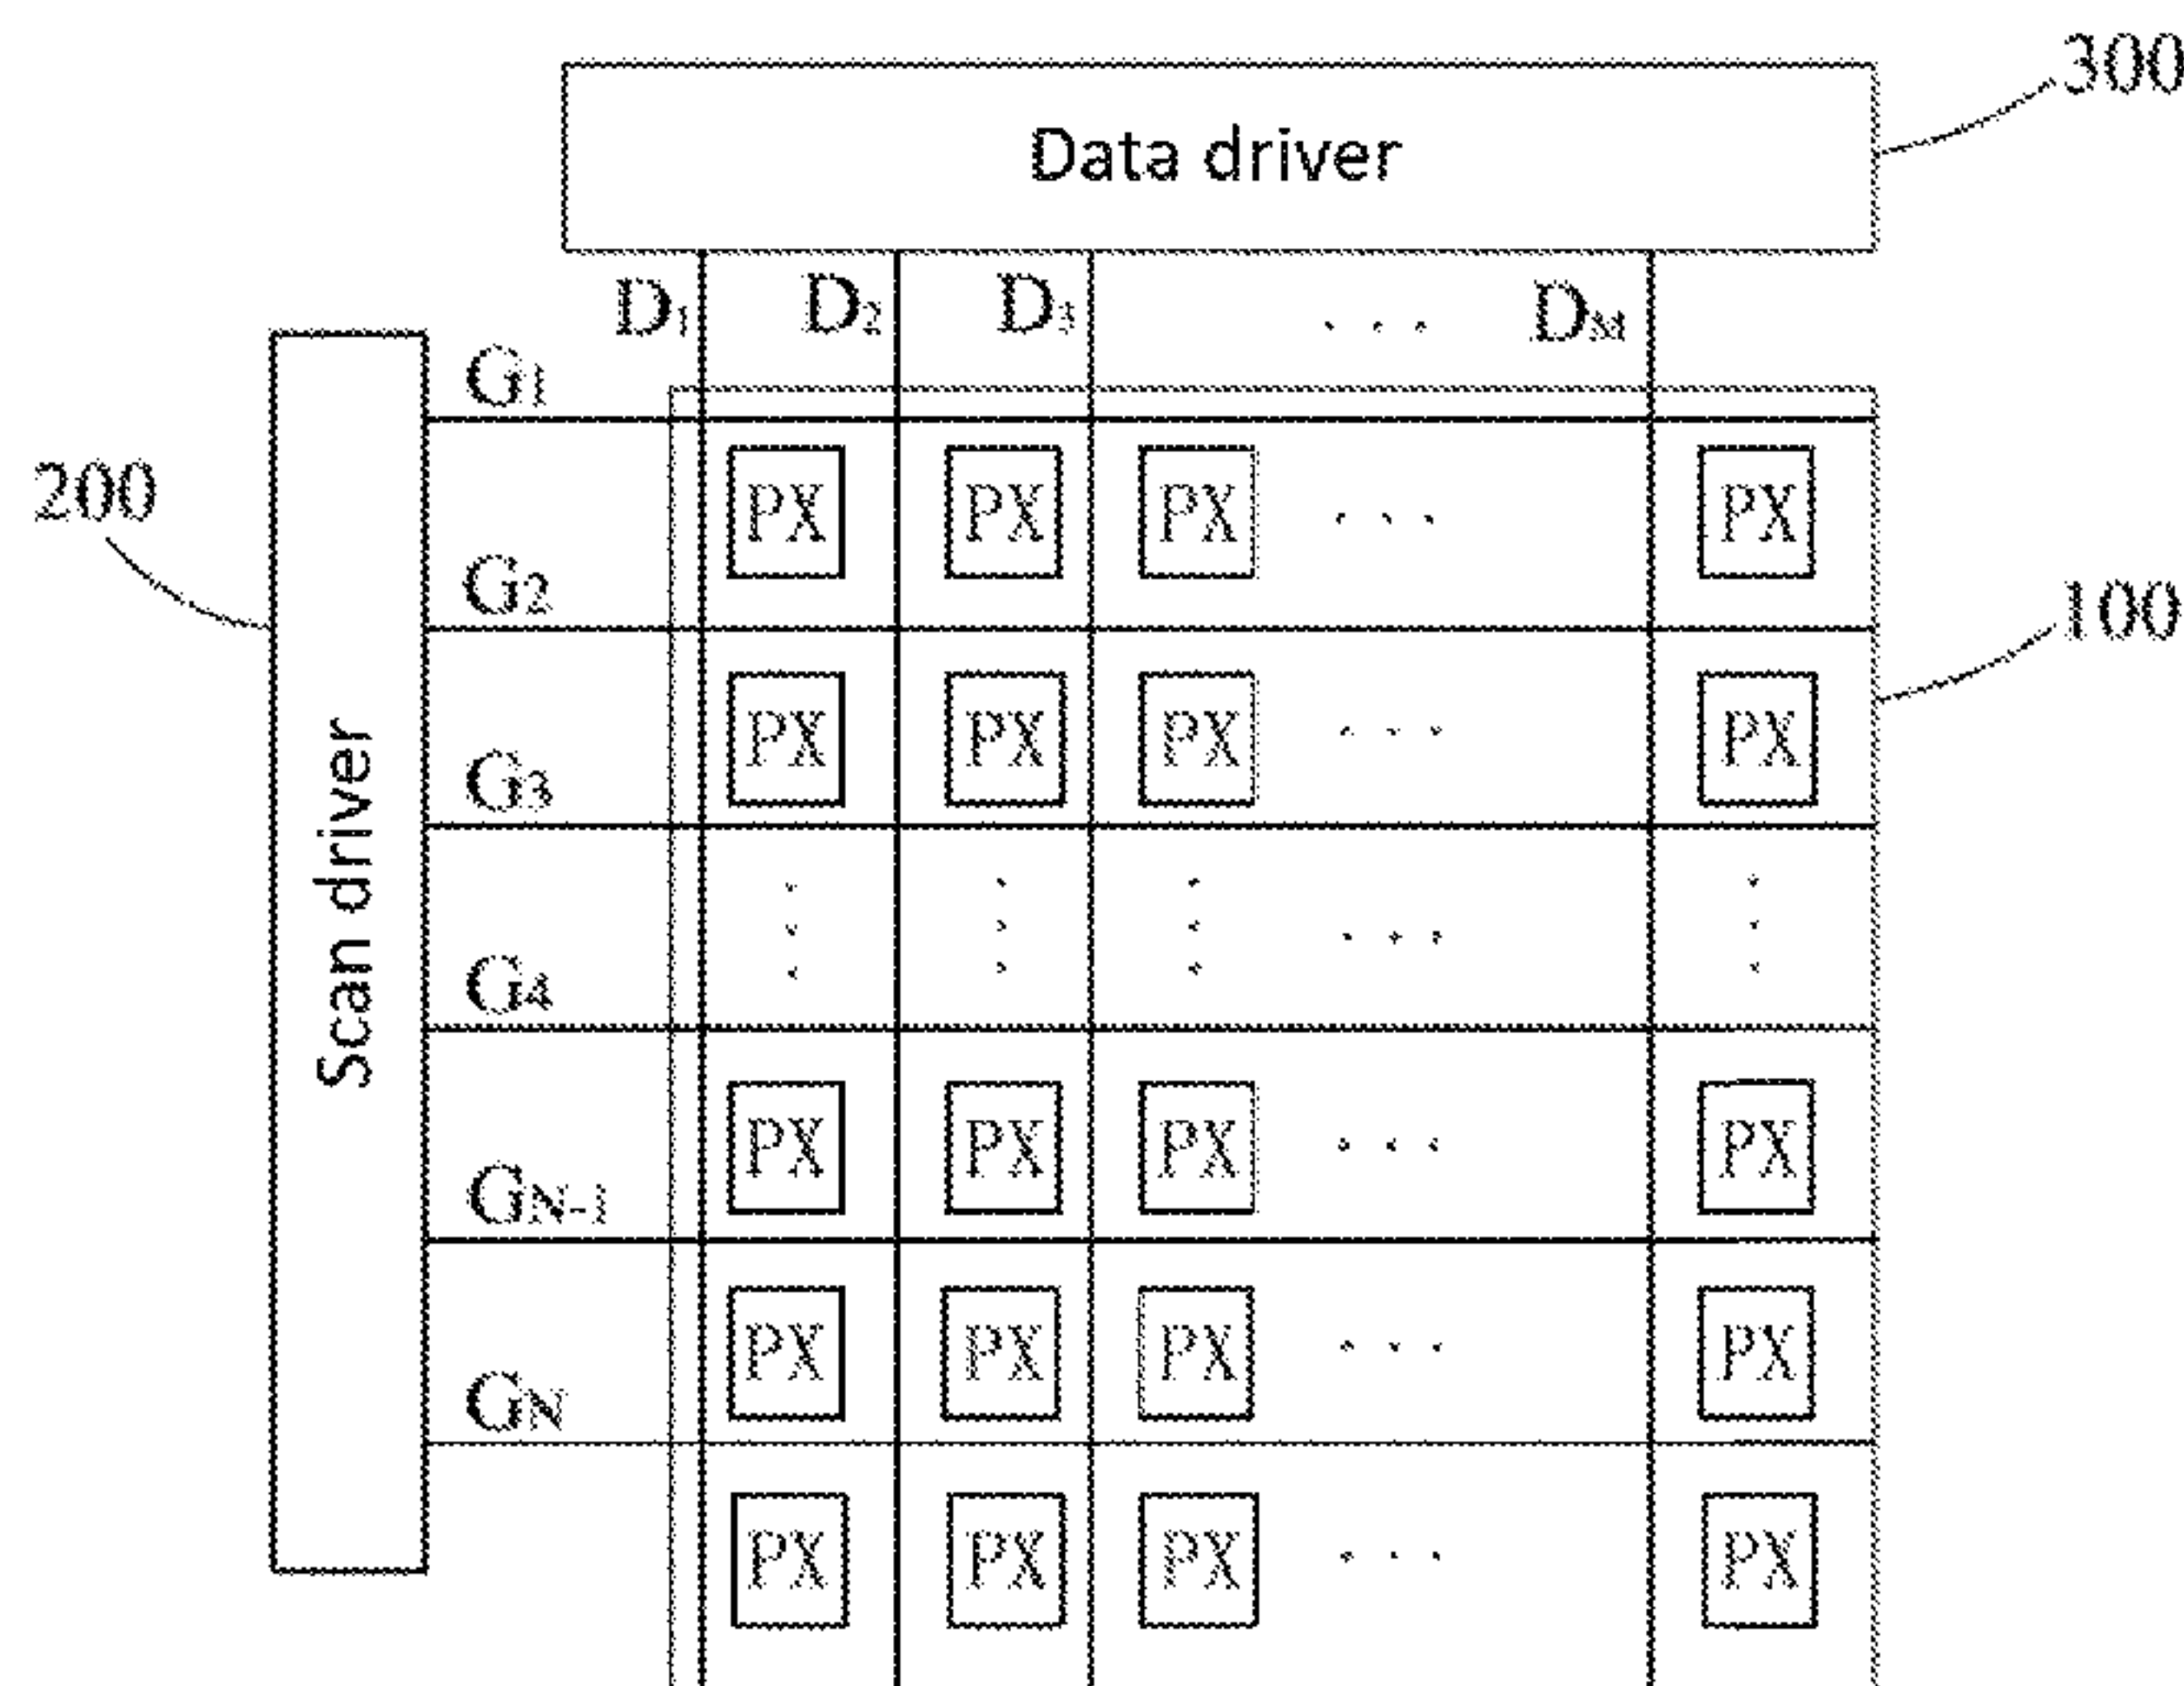 300
Data driver
D1 D2 D3 . . . DM
G1
200
PX PX PX . . . PX
G2
100
PX PX PX . . . PX
G3
Scan driver
. . .
G4
PX PX PX . . . PX
GN-1
PX PX PX . . . PX
GN
PX PX PX . . . PX